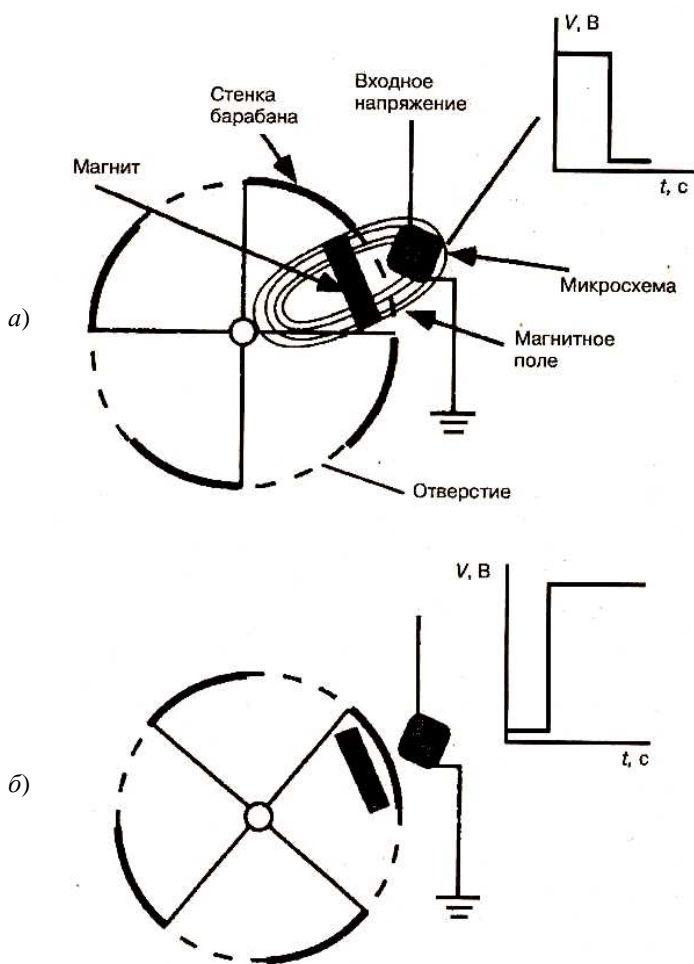 V, В
Входное
напряжение
Стенка
барабана
Магнит
t, с
Микросхема
а)
Магнитное
поле
Отверстие
V, В
t, с
б)